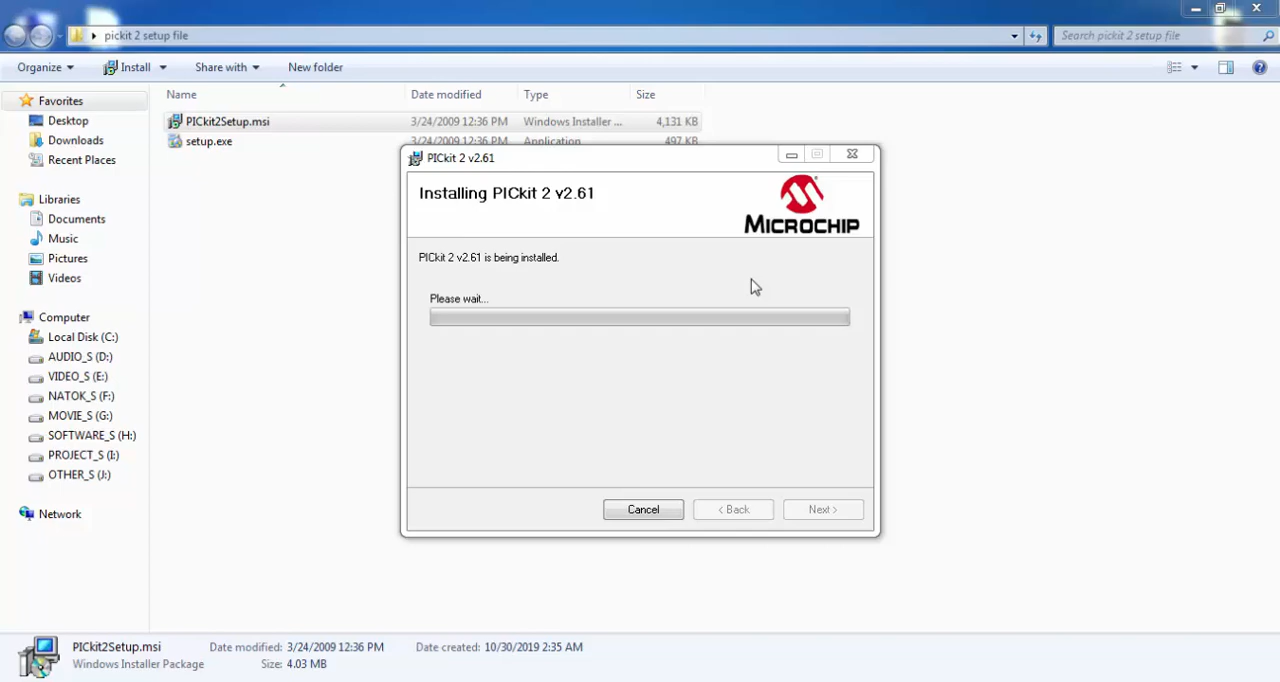 pickit 2 setup file
Search pickit 2 setup file
Organize Install Share with New folder
Favorites
Desktop
Downloads
Recent Places
Libraries
Documents
Music
Pictures
Videos
Computer
Local Disk (C:)
AUDIO_S (D:)
VIDEO_S (E:)
NATOK_S (F:)
MOVIE_S (G:)
SOFTWARE_S (H:)
PROJECT_S (I:)
OTHER_S (J:)
Network
Name Date modified Type Size
PICkit2Setup.msi 3/24/2009 12:36 PM Windows Installer ... 4,131 KB
setup.exe 3/24/2009 12:36 PM Application 497 KB
PICkit 2 v2.61
Installing PICkit 2 v2.61
MICROCHIP
PICkit 2 v2.61 is being installed.
Please wait...
Cancel < Back Next >
PICkit2Setup.msi Date modified: 3/24/2009 12:36 PM Date created: 10/30/2019 2:35 AM
Windows Installer Package Size: 4.03 MB